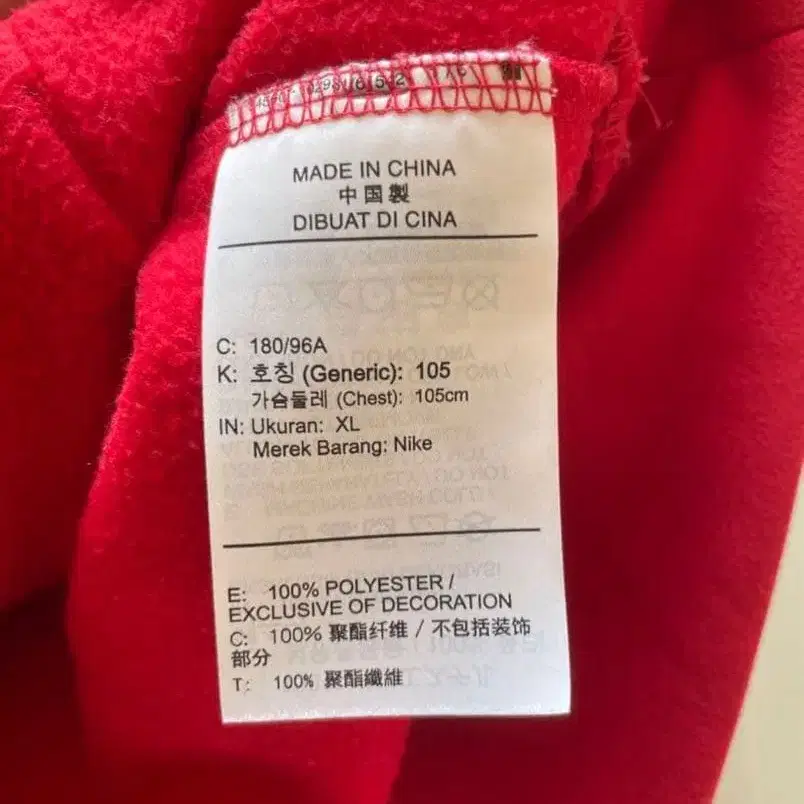 MADE IN CHINA
中国製
DIBUAT DI CINA
C: 180/96A
K: 호칭 (Generic): 105
가슴둘레 (Chest): 105cm
IN: Ukuran: XL
Merek Barang: Nike
E: 100% POLYESTER /
EXCLUSIVE OF DECORATION
C: 100% 聚酯纤维 / 不包括装饰
部分
T: 100% 聚酯纖維